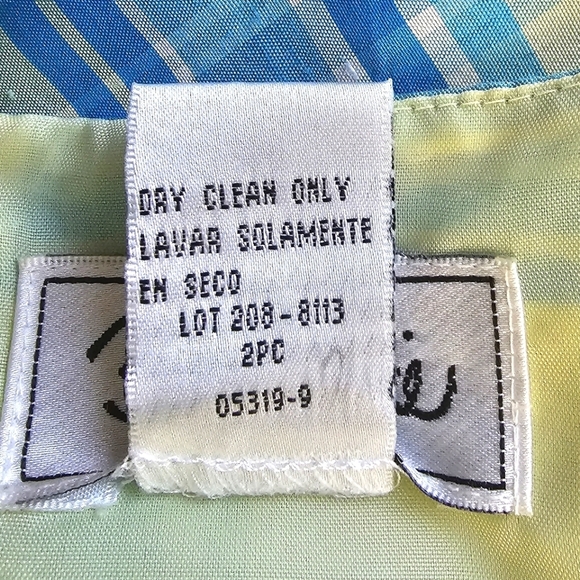 DRY CLEAN ONLY
LAVAR SOLAMENTE
EN SECO
LOT 208-8113
2PC
05319-9